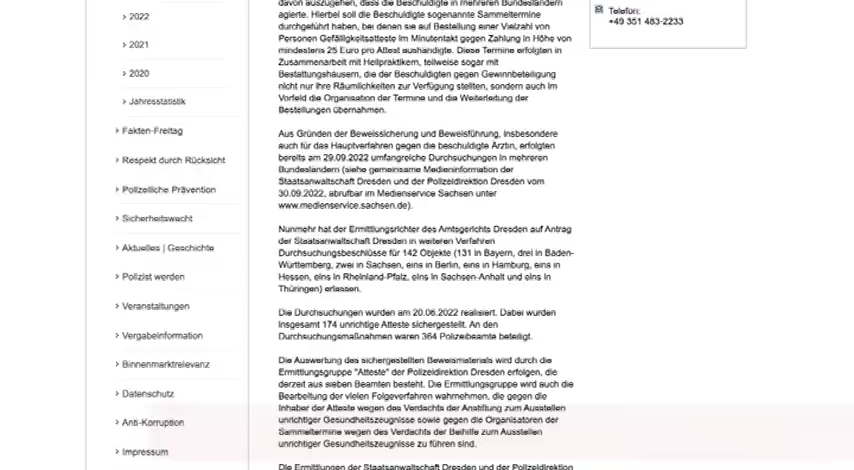 2022
2021
2020
Jahresstatistik
Fakten-Freitag
Respekt durch Rücksicht
Polizeiliche Prävention
Sicherheitswacht
Aktuelles | Geschichte
Polizist werden
Veranstaltungen
Vergabeinformation
Binnenmarktrelevanz
Datenschutz
Anti-Korruption
Impressum
davon auszugehen, dass die Beschuldigte in mehreren Bundesländern
agierte. Hierbei soll die Beschuldigte sogenannte Sammeltermine
durchgeführt haben, bei denen sie auf Bestellung einer Vielzahl von
Personen Gefälligkeitsatteste im Minutentakt gegen Zahlung in Höhe von
mindestens 25 Euro pro Attest aushändigte. Diese Termine erfolgten in
Zusammenarbeit mit Heilpraktikern, teilweise sogar mit
Bestattungshäusern, die der Beschuldigten gegen Gewinnbeteiligung
nicht nur ihre Räumlichkeiten zur Verfügung stellten, sondern auch im
Vorfeld die Organisation der Termine und die Weiterleitung der
Bestellungen übernahmen.
Aus Gründen der Beweissicherung und Beweisführung, insbesondere
auch für das Hauptverfahren gegen die beschuldigte Ärztin, erfolgten
bereits am 29.09.2022 umfangreiche Durchsuchungen in mehreren
Bundesländern (siehe gemeinsame Medieninformation der
Staatsanwaltschaft Dresden und der Polizeidirektion Dresden vom
30.09.2022, abrufbar im Medienservice Sachsen unter
www.medienservice.sachsen.de).
Nunmehr hat der Ermittlungsrichter des Amtsgerichts Dresden auf Antrag
der Staatsanwaltschaft Dresden in weiteren Verfahren
Durchsuchungsbeschlüsse für 142 Objekte (131 in Bayern, drei in Baden-
Württemberg, zwei in Sachsen, eins in Berlin, eins in Hamburg, eins in
Hessen, eins in Rheinland-Pfalz, eins in Sachsen-Anhalt und eins in
Thüringen) erlassen.
Die Durchsuchungen wurden am 20.06.2022 realisiert. Dabei wurden
insgesamt 174 unrichtige Atteste sichergestellt. An den
Durchsuchungsmaßnahmen waren 364 Polizeibeamte beteiligt.
Die Auswertung des sichergestellten Beweismaterials wird durch die
Ermittlungsgruppe "Atteste" der Polizeidirektion Dresden erfolgen, die
derzeit aus sieben Beamten besteht. Die Ermittlungsgruppe wird auch die
Bearbeitung der vielen Folgeverfahren wahrnehmen, die gegen die
Inhaber der Atteste wegen des Verdachts der Anstiftung zum Ausstellen
unrichtiger Gesundheitszeugnisse sowie gegen die Organisatoren der
Sammeltermine wegen des Verdachts der Beihilfe zum Ausstellen
unrichtiger Gesundheitszeugnisse zu führen sind.
Die Ermittlungen der Staatsanwaltschaft Dresden und der Polizeidirektion
Telefon:
+49 351 483-2233